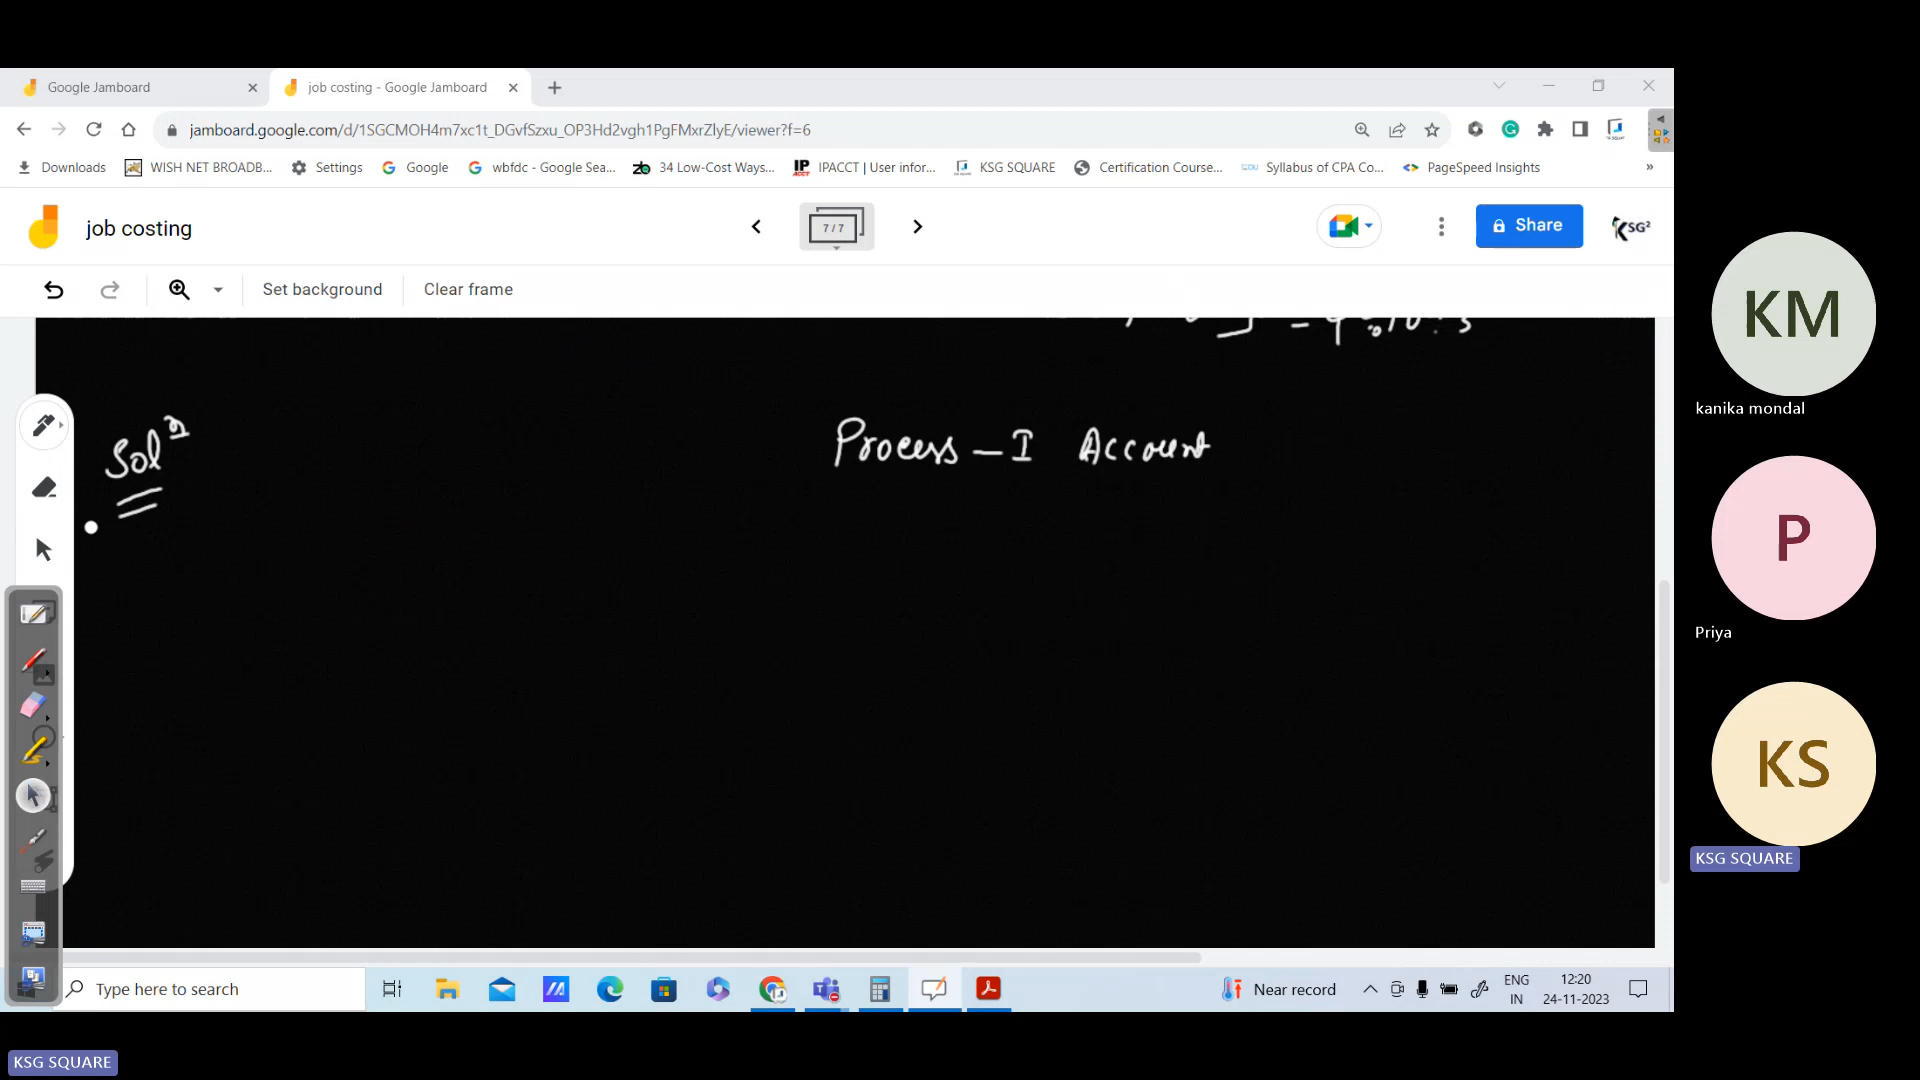 Google Jamboard
job costing - Google Jamboard
jamboard.google.com/d/1SGCMOH4m7xc1t_DGvfSzxu_OP3Hd2vgh1PgFMxrZlyE/viewer?f=6
Downloads WISH NET BROADB... Settings Google wbfdc - Google Sea... 34 Low-Cost Ways... IPACCT | User infor... KSG SQUARE Certification Course... Syllabus of CPA Co... PageSpeed Insights »
job costing 7 / 7 Share KSG²
Set background Clear frame
Solⁿ Process - I Account
KM
kanika mondal
P
Priya
KS
KSG SQUARE
Type here to search Near record ENG IN 12:20 24-11-2023
KSG SQUARE